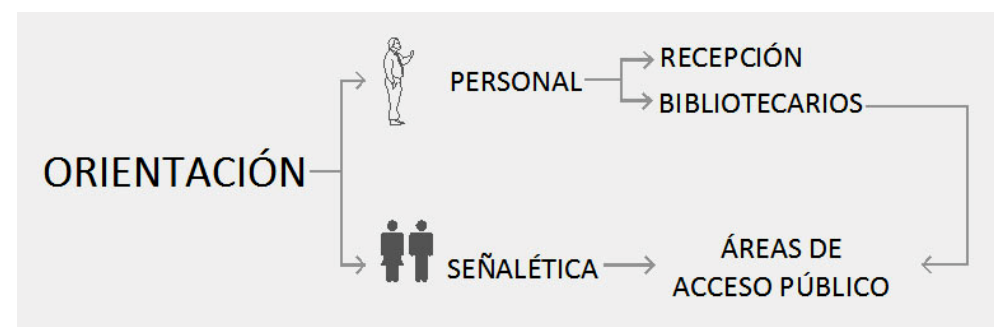 ORIENTACIÓN
PERSONAL
RECEPCIÓN
BIBLIOTECARIOS
SEÑALÉTICA
ÁREAS DE
ACCESO PÚBLICO